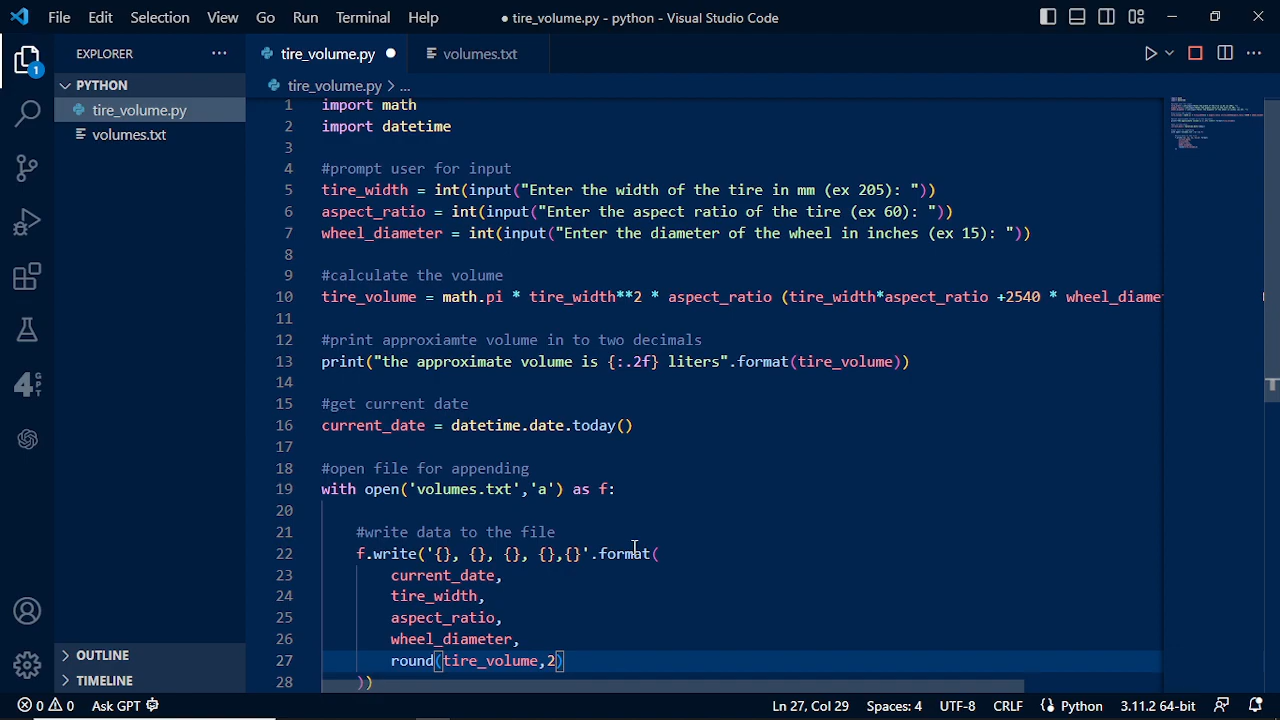 File Edit Selection View Go Run Terminal Help ● tire_volume.py - python - Visual Studio Code
EXPLORER ···
tire_volume.py ●
volumes.txt
PYTHON
tire_volume.py
volumes.txt
tire_volume.py > ...
1 import math
2 import datetime
3
4 #prompt user for input
5 tire_width = int(input("Enter the width of the tire in mm (ex 205): "))
6 aspect_ratio = int(input("Enter the aspect ratio of the tire (ex 60): "))
7 wheel_diameter = int(input("Enter the diameter of the wheel in inches (ex 15): "))
8
9 #calculate the volume
10 tire_volume = math.pi * tire_width**2 * aspect_ratio (tire_width*aspect_ratio +2540 * wheel_diame
11
12 #print approxiamte volume in to two decimals
13 print("the approximate volume is {:.2f} liters".format(tire_volume))
14
15 #get current date
16 current_date = datetime.date.today()
17
18 #open file for appending
19 with open('volumes.txt','a') as f:
20
21 #write data to the file
22 f.write('{}, {}, {}, {},{}'.format(
23 current_date,
24 tire_width,
25 aspect_ratio,
26 wheel_diameter,
27 round(tire_volume,2)
28 ))
1
4 G P T
OUTLINE
TIMELINE
0 0 Ask GPT Ln 27, Col 29 Spaces: 4 UTF-8 CRLF Python 3.11.2 64-bit